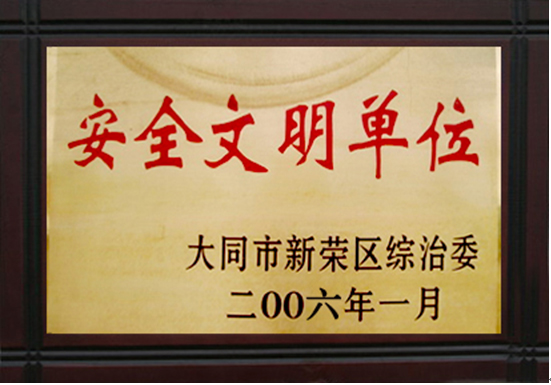 安全文明单位
大同市新荣区综治委
二00六年一月